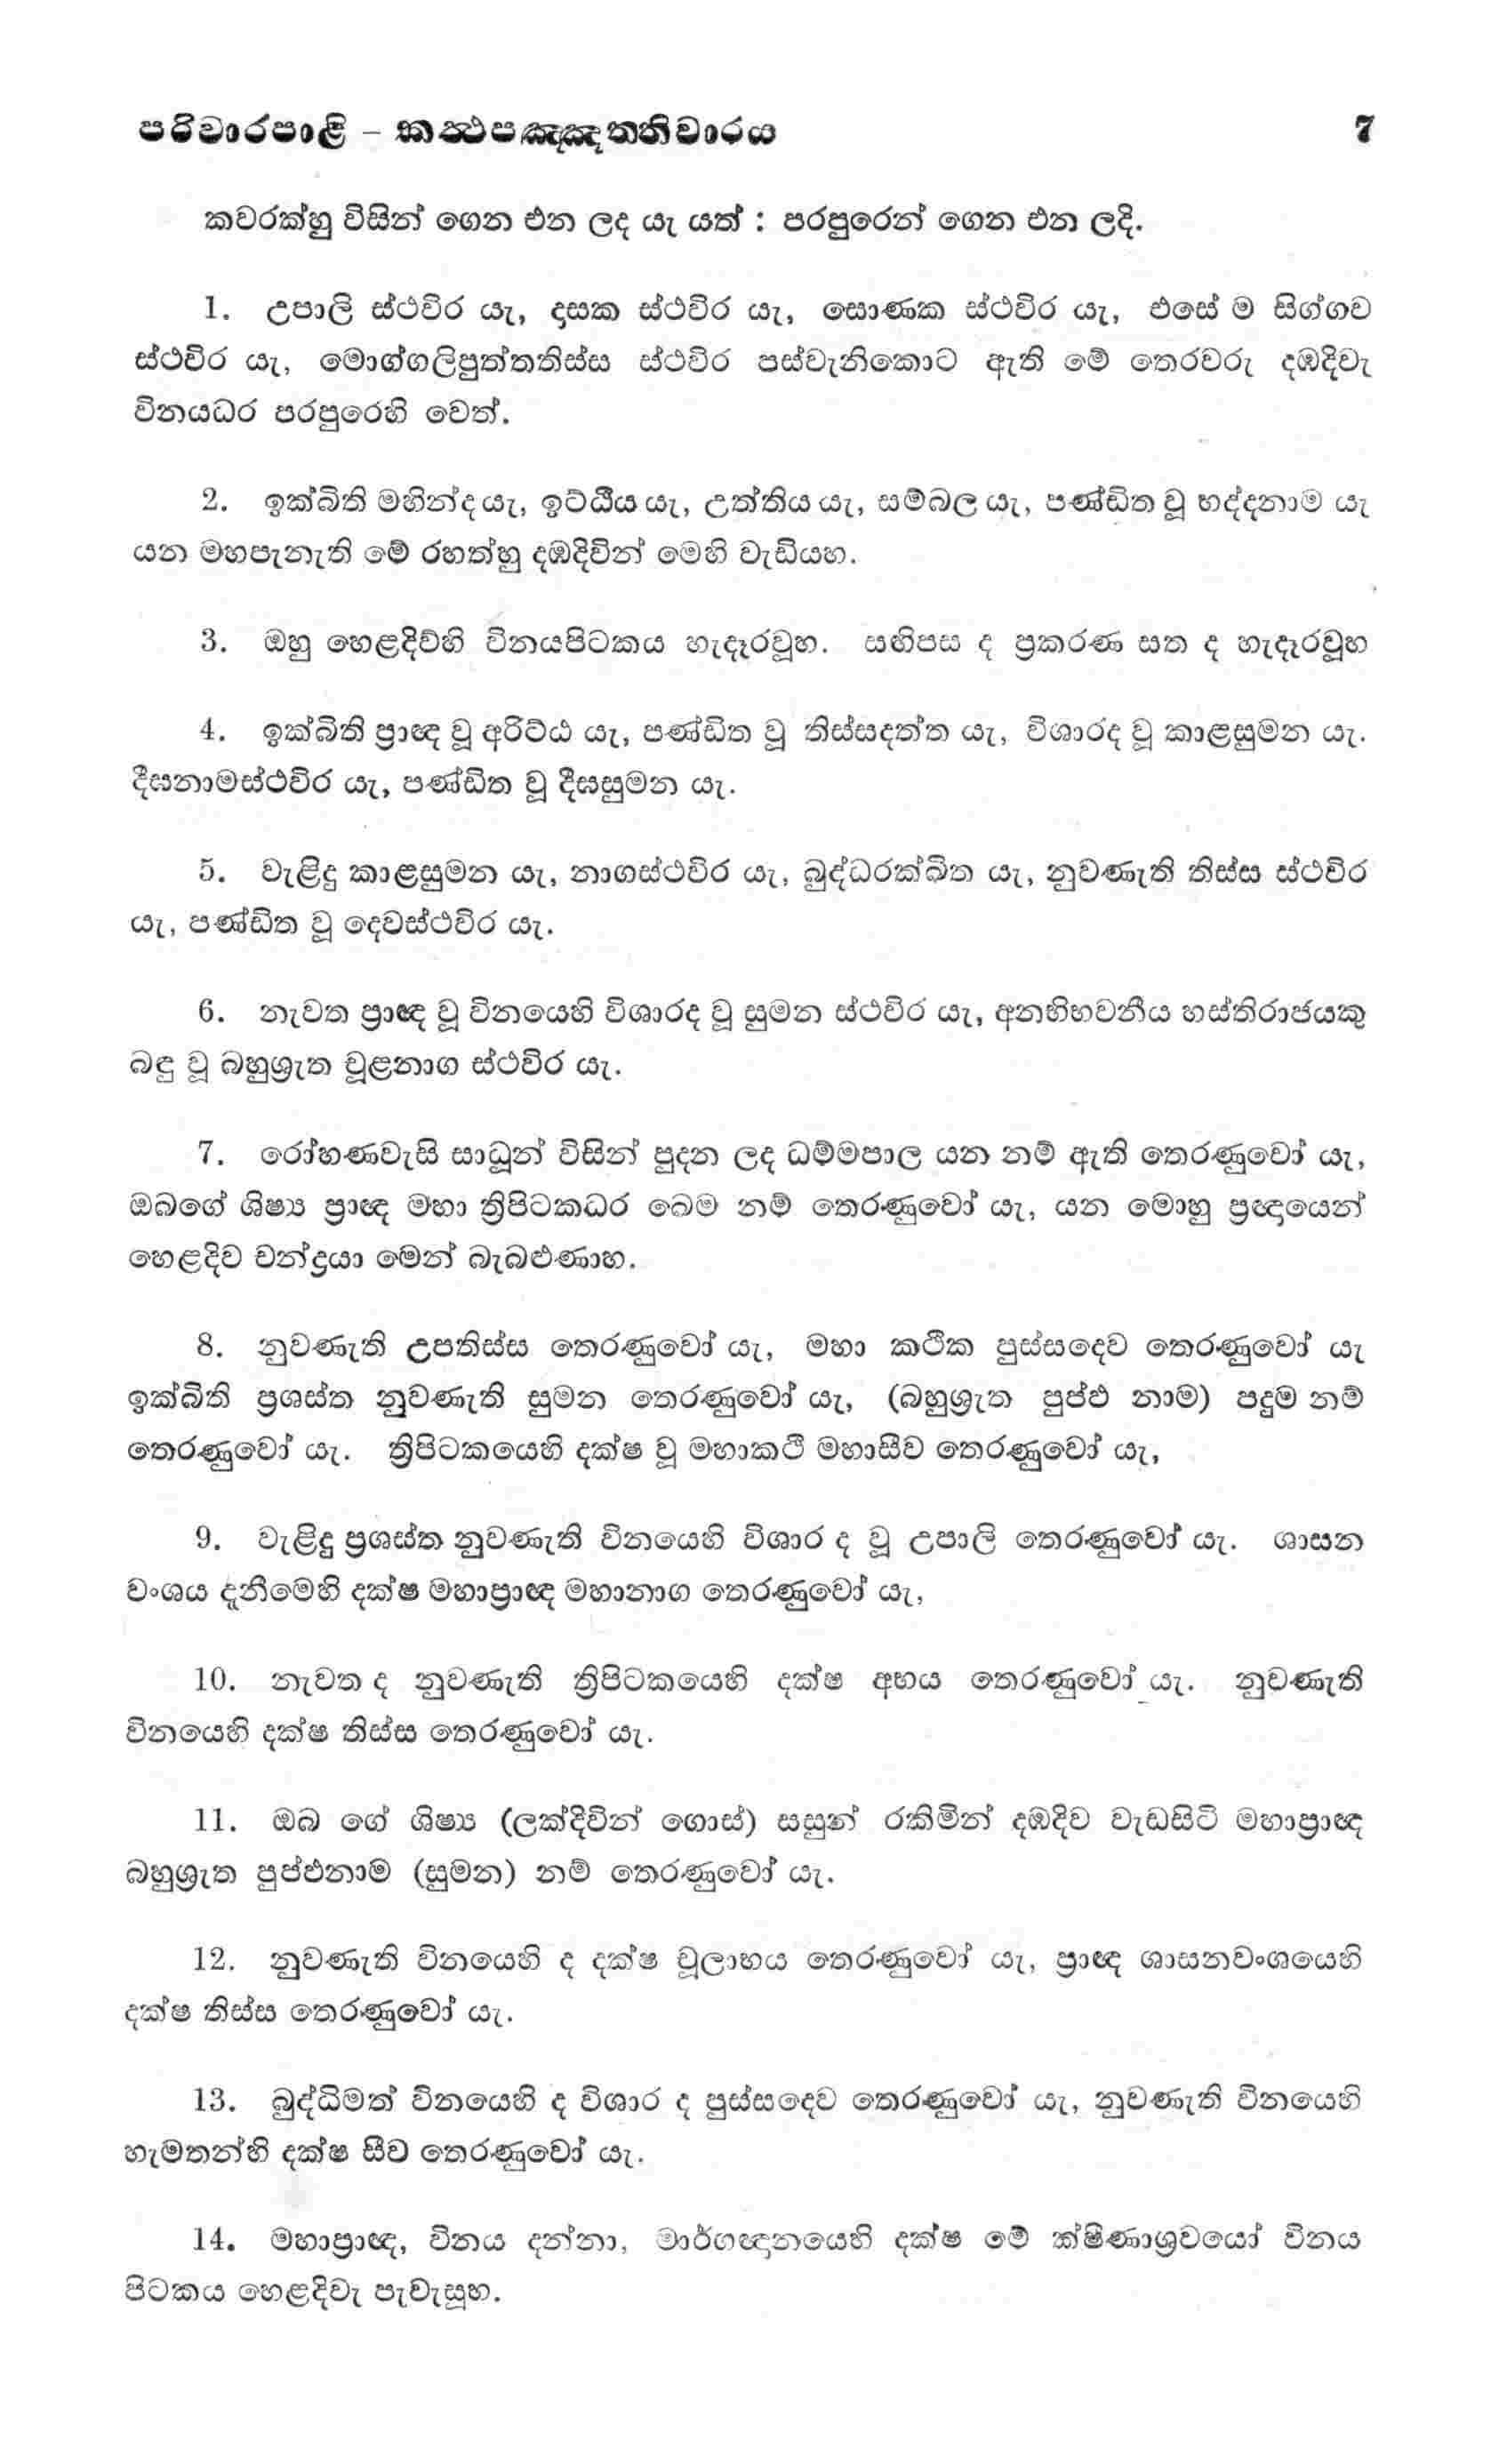 පරිවාරපාළි – කත්‍ථපඤ්ඤත්තිවාරය 7
කවරක්හු විසින් ගෙන එන ලද යැ යත් : පරපුරෙන් ගෙන එන ලදි.
1. උපාලි ස්ථවිර යැ, දාසක ස්ථවිර යැ, සොණක ස්ථවිර යැ, එසේ ම සිග්ගව
ස්ථවිර යැ, මොග්ගලිපුත්තතිස්ස ස්ථවිර පස්වැනිකොට ඇති මේ තෙරවරු දඹදිවැ
විනයධර පරපුරෙහි වෙත්.
2. ඉක්බිති මහින්ද යැ, ඉට්ඨිය යැ, උත්තිය යැ, සම්බල යැ, පණ්ඩිත වූ භද්දනාම යැ
යන මහපැනැති මේ රහත්හු දඹදිවින් මෙහි වැඩියහ.
3. ඔහු හෙළදිව්හි විනයපිටකය හැදෑරවූහ. සඟිපස ද ප්‍රකරණ සත ද හැදෑරවූහ
4. ඉක්බිති ප්‍රාඥ වූ අරිට්ඨ යැ, පණ්ඩිත වූ තිස්සදත්ත යැ, විශාරද වූ කාළසුමන යැ.
දීඝනාමස්ථවිර යැ, පණ්ඩිත වූ දීඝසුමන යැ.
5. වැළිදු කාළසුමන යැ, නාගස්ථවිර යැ, බුද්ධරක්ඛිත යැ, නුවණැති තිස්ස ස්ථවිර
යැ, පණ්ඩිත වූ දෙවස්ථවිර යැ.
6. නැවත ප්‍රාඥ වූ විනයෙහි විශාරද වූ සුමන ස්ථවිර යැ, අනභිභවනීය හස්තිරාජයකු
බඳු වූ බහුශ්‍රැත චූළනාග ස්ථවිර යැ.
7. රෝහණවැසි සාධූන් විසින් පුදන ලද ධම්මපාල යන නම් ඇති තෙරණුවෝ යැ,
ඔබගේ ශිෂ්‍ය ප්‍රාඥ මහා ත්‍රිපිටකධර ඛෙම නම් තෙරණුවෝ යැ, යන මොහු ප්‍රඥායෙන්
හෙළදිව චන්ද්‍රයා මෙන් බැබළුණාහ.
8. නුවණැති උපතිස්ස තෙරණුවෝ යැ, මහා කථික පුස්සදෙව තෙරණුවෝ යැ
ඉක්බිති ප්‍රශස්ත නුවණැති සුමන තෙරණුවෝ යැ, (බහුශ්‍රැත පුප්ඵ නාම) පදුම නම්
තෙරණුවෝ යැ. ත්‍රිපිටකයෙහි දක්ෂ වූ මහාකථී මහාසීව තෙරණුවෝ යැ,
9. වැළිදු ප්‍රශස්ත නුවණැති විනයෙහි විශාර ද වූ උපාලි තෙරණුවෝ යැ. ශාසන
වංශය දැනීමෙහි දක්ෂ මහාප්‍රාඥ මහානාග තෙරණුවෝ යැ,
10. නැවත ද නුවණැති ත්‍රිපිටකයෙහි දක්ෂ අභය තෙරණුවෝ යැ. නුවණැති
විනයෙහි දක්ෂ තිස්ස තෙරණුවෝ යැ.
11. ඔබ ගේ ශිෂ්‍ය (ලක්දිවින් ගොස්) සසුන් රකිමින් දඹදිව වැඩසිටි මහාප්‍රාඥ
බහුශ්‍රැත පුප්ඵනාම (සුමන) නම් තෙරණුවෝ යැ.
12. නුවණැති විනයෙහි ද දක්ෂ චූලාභය තෙරණුවෝ යැ, ප්‍රාඥ ශාසනවංශයෙහි
දක්ෂ තිස්ස තෙරණුවෝ යැ.
13. බුද්ධිමත් විනයෙහි ද විශාර ද පුස්සදෙව තෙරණුවෝ යැ, නුවණැති විනයෙහි
හැමතන්හි දක්ෂ සීව තෙරණුවෝ යැ.
14. මහාප්‍රාඥ, විනය දන්නා, මාර්ගඥානයෙහි දක්ෂ මේ ක්ෂීණාශ්‍රවයෝ විනය
පිටකය හෙළදිවැ පැවැසූහ.